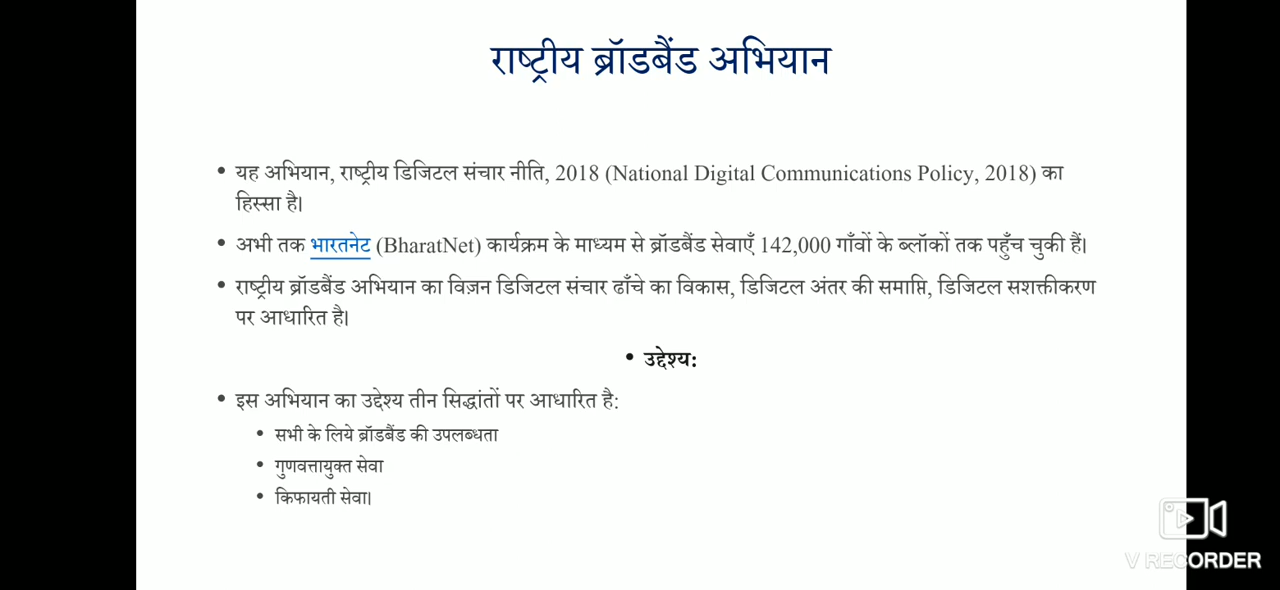 राष्ट्रीय ब्रॉडबैंड अभियान
• यह अभियान, राष्ट्रीय डिजिटल संचार नीति, 2018 (National Digital Communications Policy, 2018) का
हिस्सा है।
• अभी तक भारतनेट (BharatNet) कार्यक्रम के माध्यम से ब्रॉडबैंड सेवाएँ 142,000 गाँवों के ब्लॉकों तक पहुँच चुकी हैं।
• राष्ट्रीय ब्रॉडबैंड अभियान का विज़न डिजिटल संचार ढाँचे का विकास, डिजिटल अंतर की समाप्ति, डिजिटल सशक्तीकरण
पर आधारित है।
• उद्देश्य:
• इस अभियान का उद्देश्य तीन सिद्धांतों पर आधारित है:
• सभी के लिये ब्रॉडबैंड की उपलब्धता
• गुणवत्तायुक्त सेवा
• किफायती सेवा।
V RECORDER